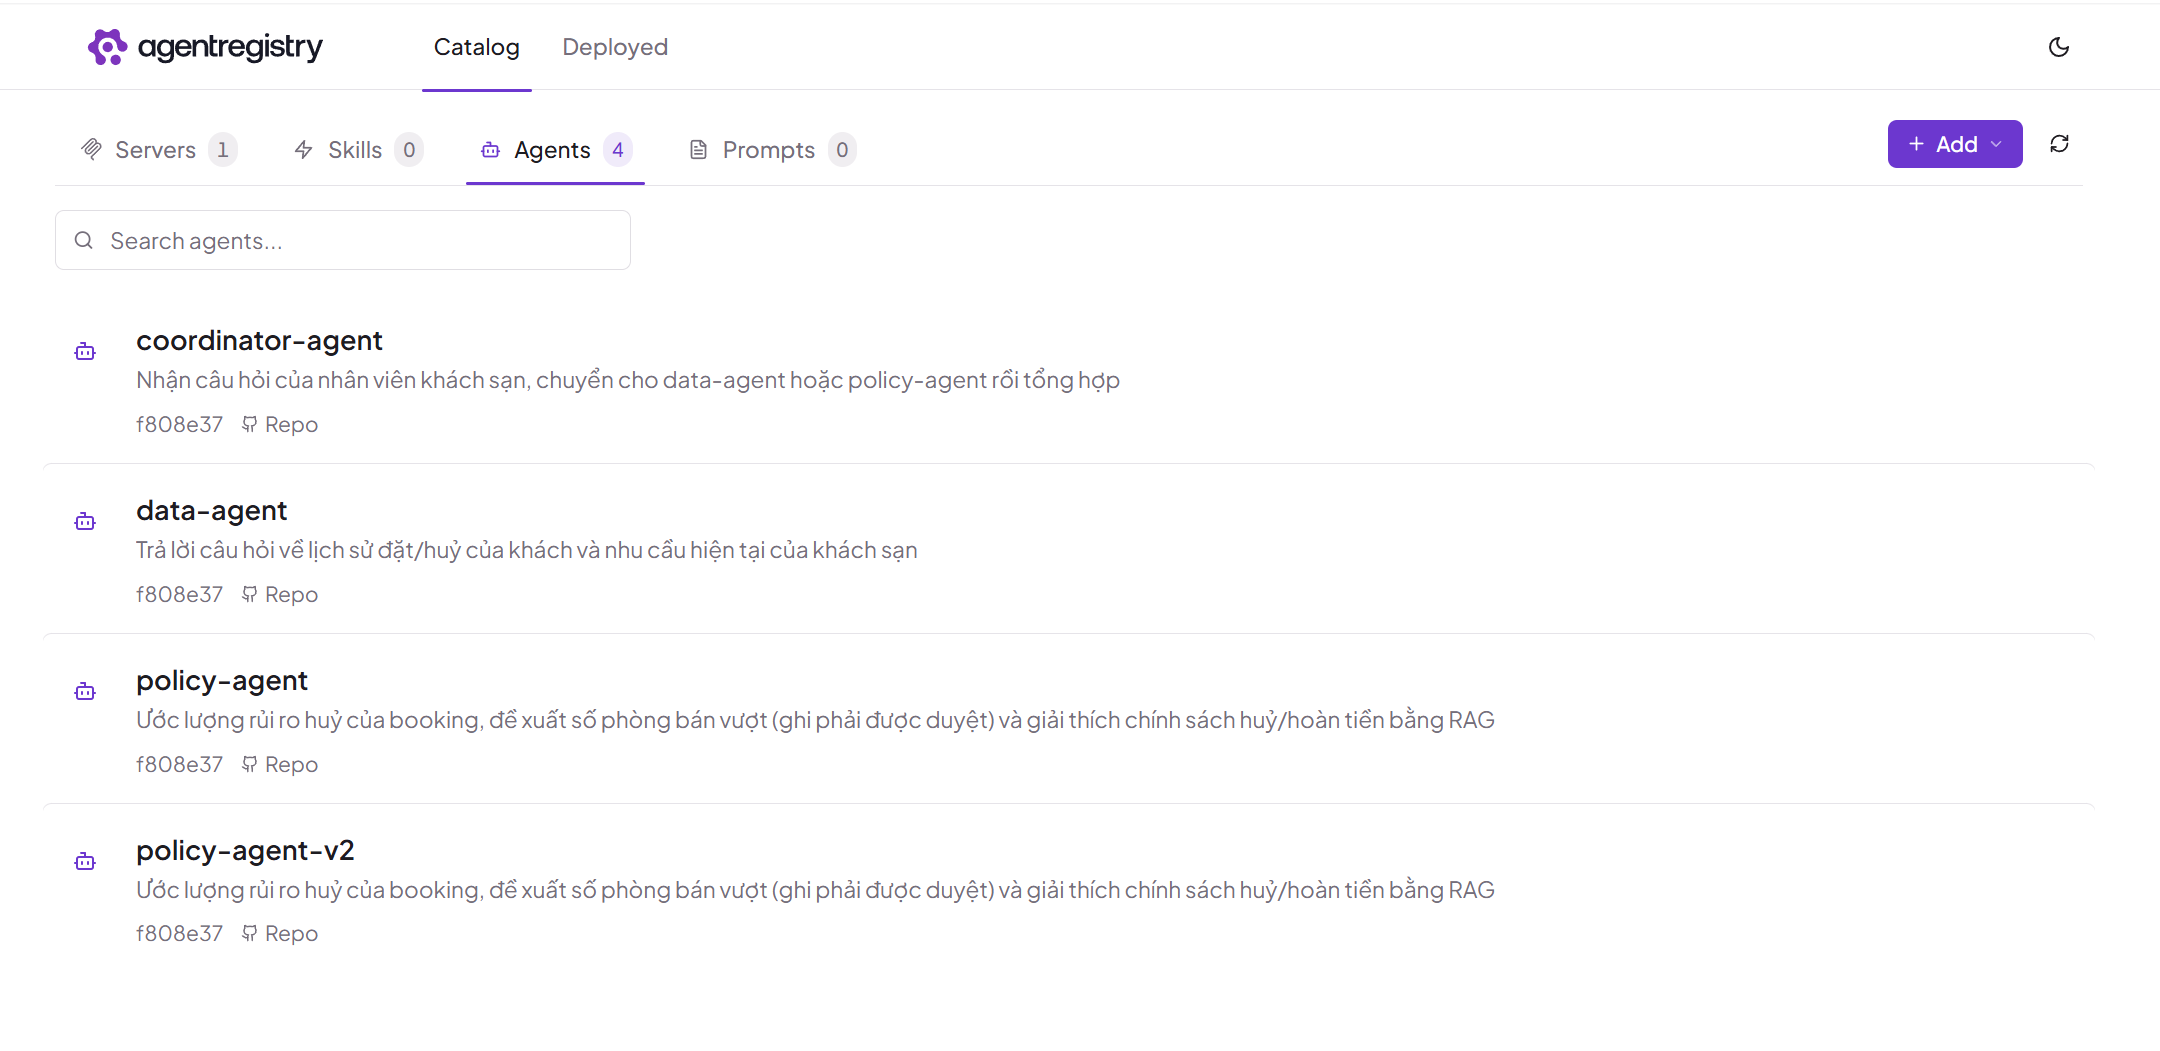 agentregistry
Catalog
Deployed
Servers 1
Skills 0
Agents 4
Prompts 0
+ Add
Search agents...
coordinator-agent
Nhận câu hỏi của nhân viên khách sạn, chuyển cho data-agent hoặc policy-agent rồi tổng hợp
f808e37 Repo
data-agent
Trả lời câu hỏi về lịch sử đặt/huỷ của khách và nhu cầu hiện tại của khách sạn
f808e37 Repo
policy-agent
Ước lượng rủi ro huỷ của booking, đề xuất số phòng bán vượt (ghi phải được duyệt) và giải thích chính sách huỷ/hoàn tiền bằng RAG
f808e37 Repo
policy-agent-v2
Ước lượng rủi ro huỷ của booking, đề xuất số phòng bán vượt (ghi phải được duyệt) và giải thích chính sách huỷ/hoàn tiền bằng RAG
f808e37 Repo